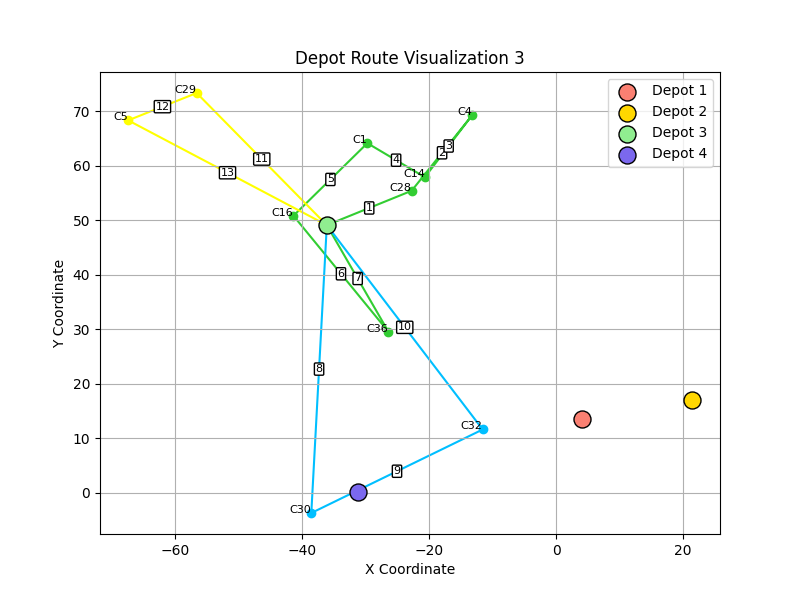 Depot Route Visualization 3
Depot 1
Depot 2
Depot 3
Depot 4
C29
C5
12
C4
11
13
C1
3
2
4
C14
5
C28
1
C16
6
7
C36
10
8
C32
9
C30
70
60
50
40
30
20
10
0
−60
−40
−20
0
20
X Coordinate
Y Coordinate